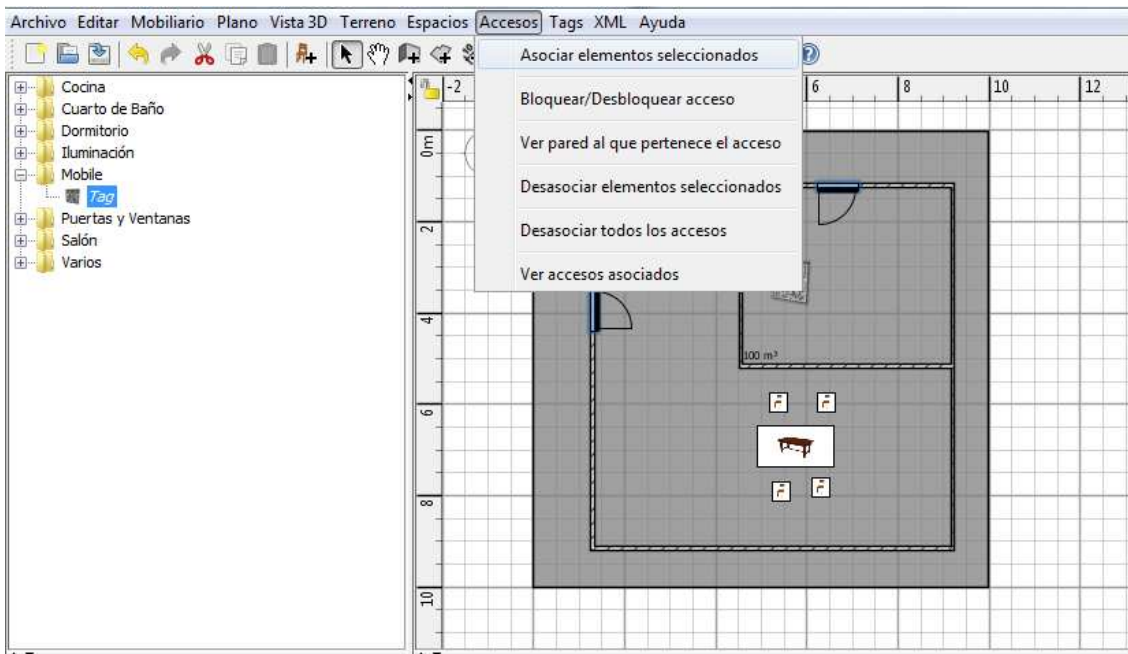 Archivo Editar Mobiliario Plano Vista 3D Terreno Espacios Accesos Tags XML Ayuda
Asociar elementos seleccionados
Bloquear/Desbloquear acceso
Ver pared al que pertenece el acceso
Desasociar elementos seleccionados
Desasociar todos los accesos
Ver accesos asociados
Cocina
Cuarto de Baño
Dormitorio
Iluminación
Mobile
Tag
Puertas y Ventanas
Salón
Varios
-2 6 8 10 12
0m
2
4
6
8
10
100 m²